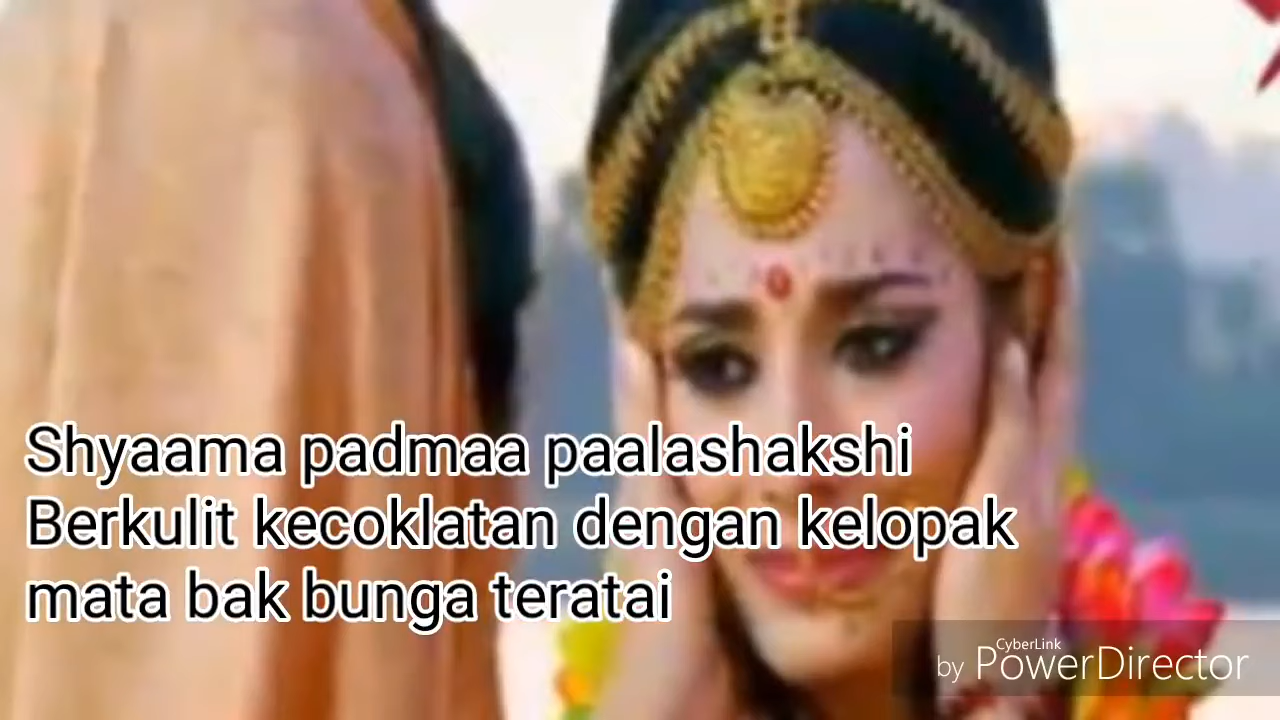 Shyaama padmaa paalashakshi
Berkulit kecoklatan dengan kelopak
mata bak bunga teratai
CyberLink
by PowerDirector